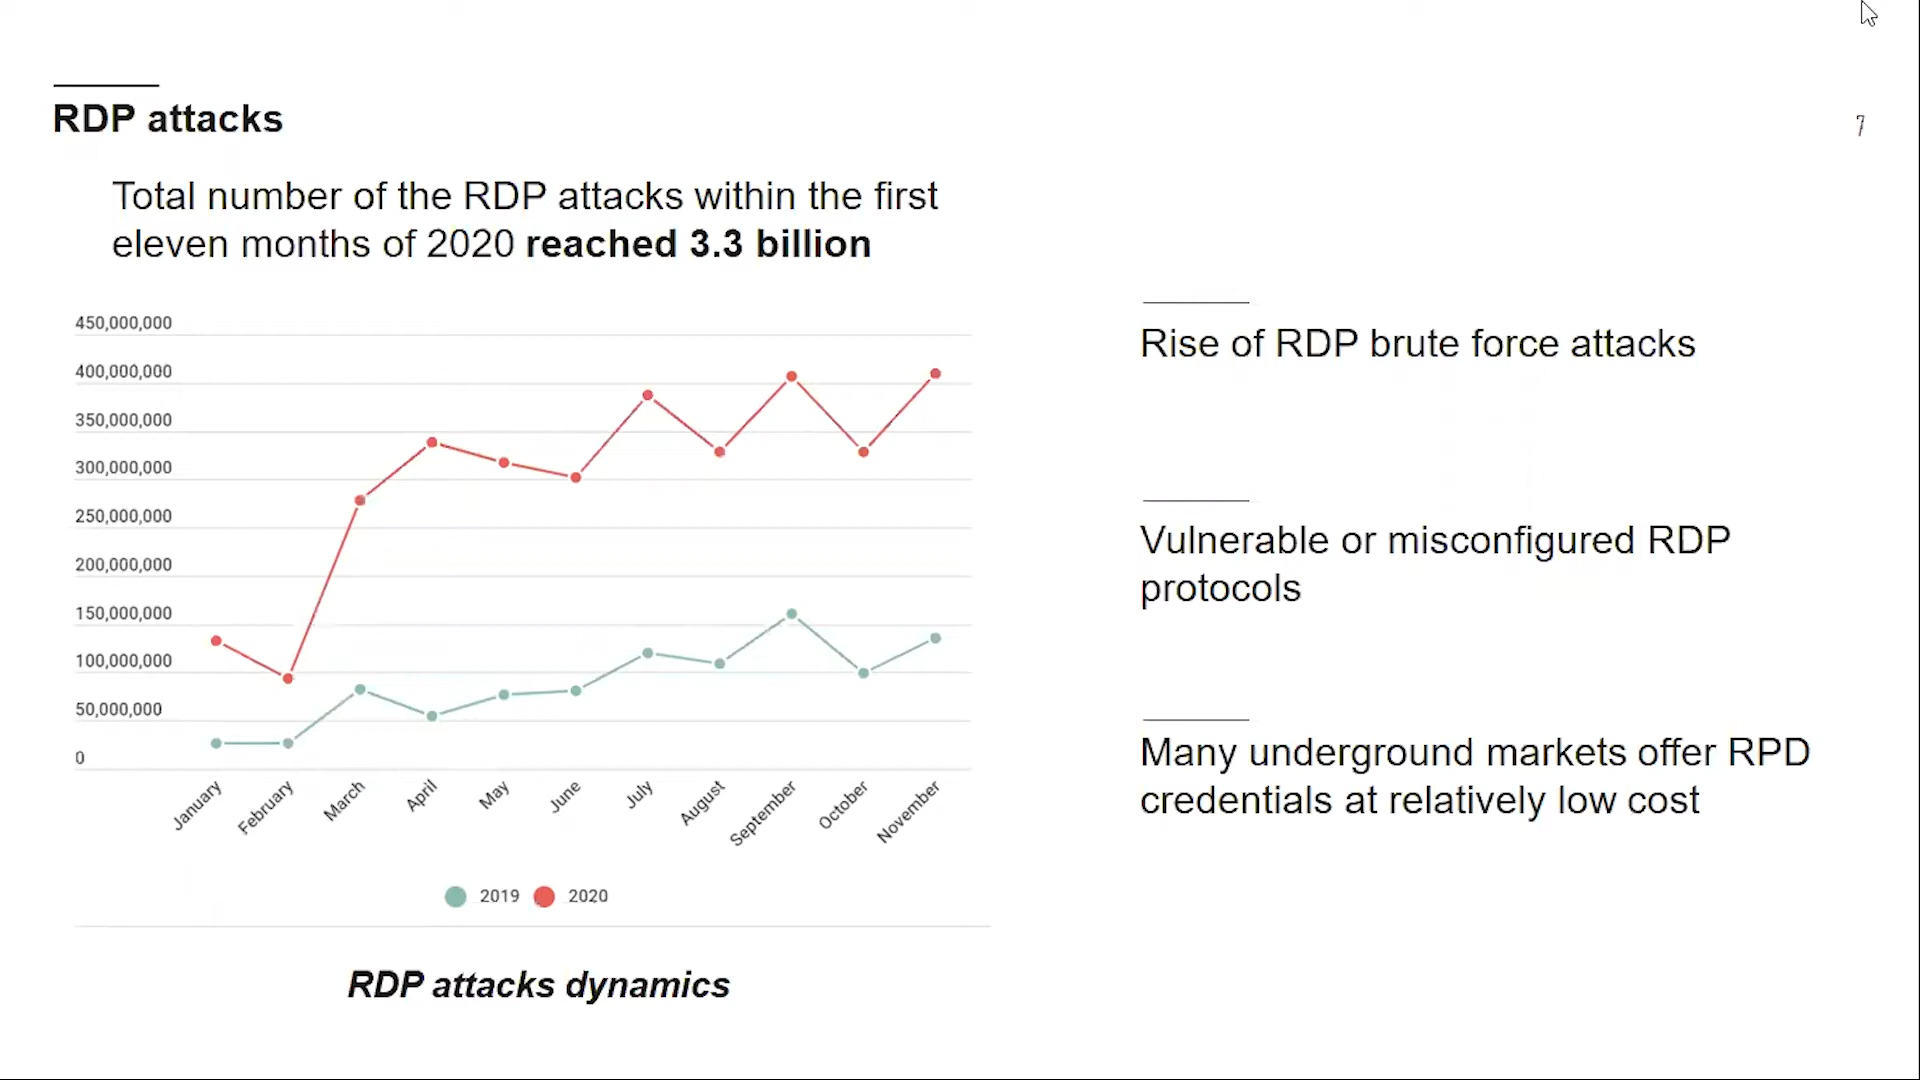 RDP attacks
7
Total number of the RDP attacks within the first
eleven months of 2020 reached 3.3 billion
450,000,000
400,000,000
350,000,000
300,000,000
250,000,000
200,000,000
150,000,000
100,000,000
50,000,000
0
January
February
March
April
May
June
July
August
September
October
November
2019
2020
RDP attacks dynamics
Rise of RDP brute force attacks
Vulnerable or misconfigured RDP
protocols
Many underground markets offer RPD
credentials at relatively low cost